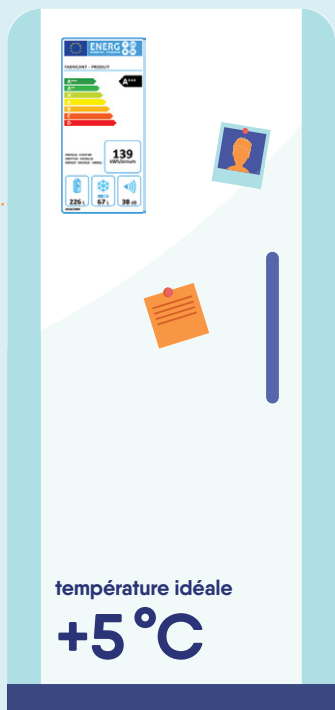 ENERG
FABRICANT - PRODUIT
A+++
A+++
139
kWh/annum
226 L
67 L
38 dB
température idéale
+5°C